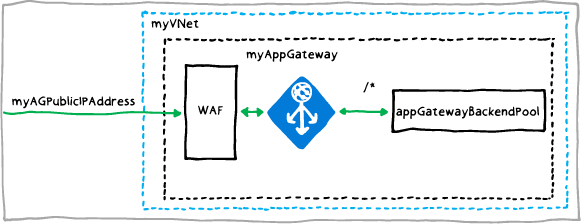 myVNet
myAppGateway
myAGPublicIPAddress
WAF
/*
appGatewayBackendPool